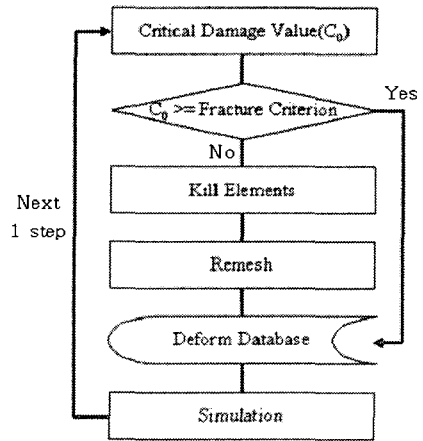 Critical Damage Value(C₀)
C₀ >= Fracture Criterion
Yes
No
Kill Elements
Next
1 step
Remesh
Deform Database
Simulation